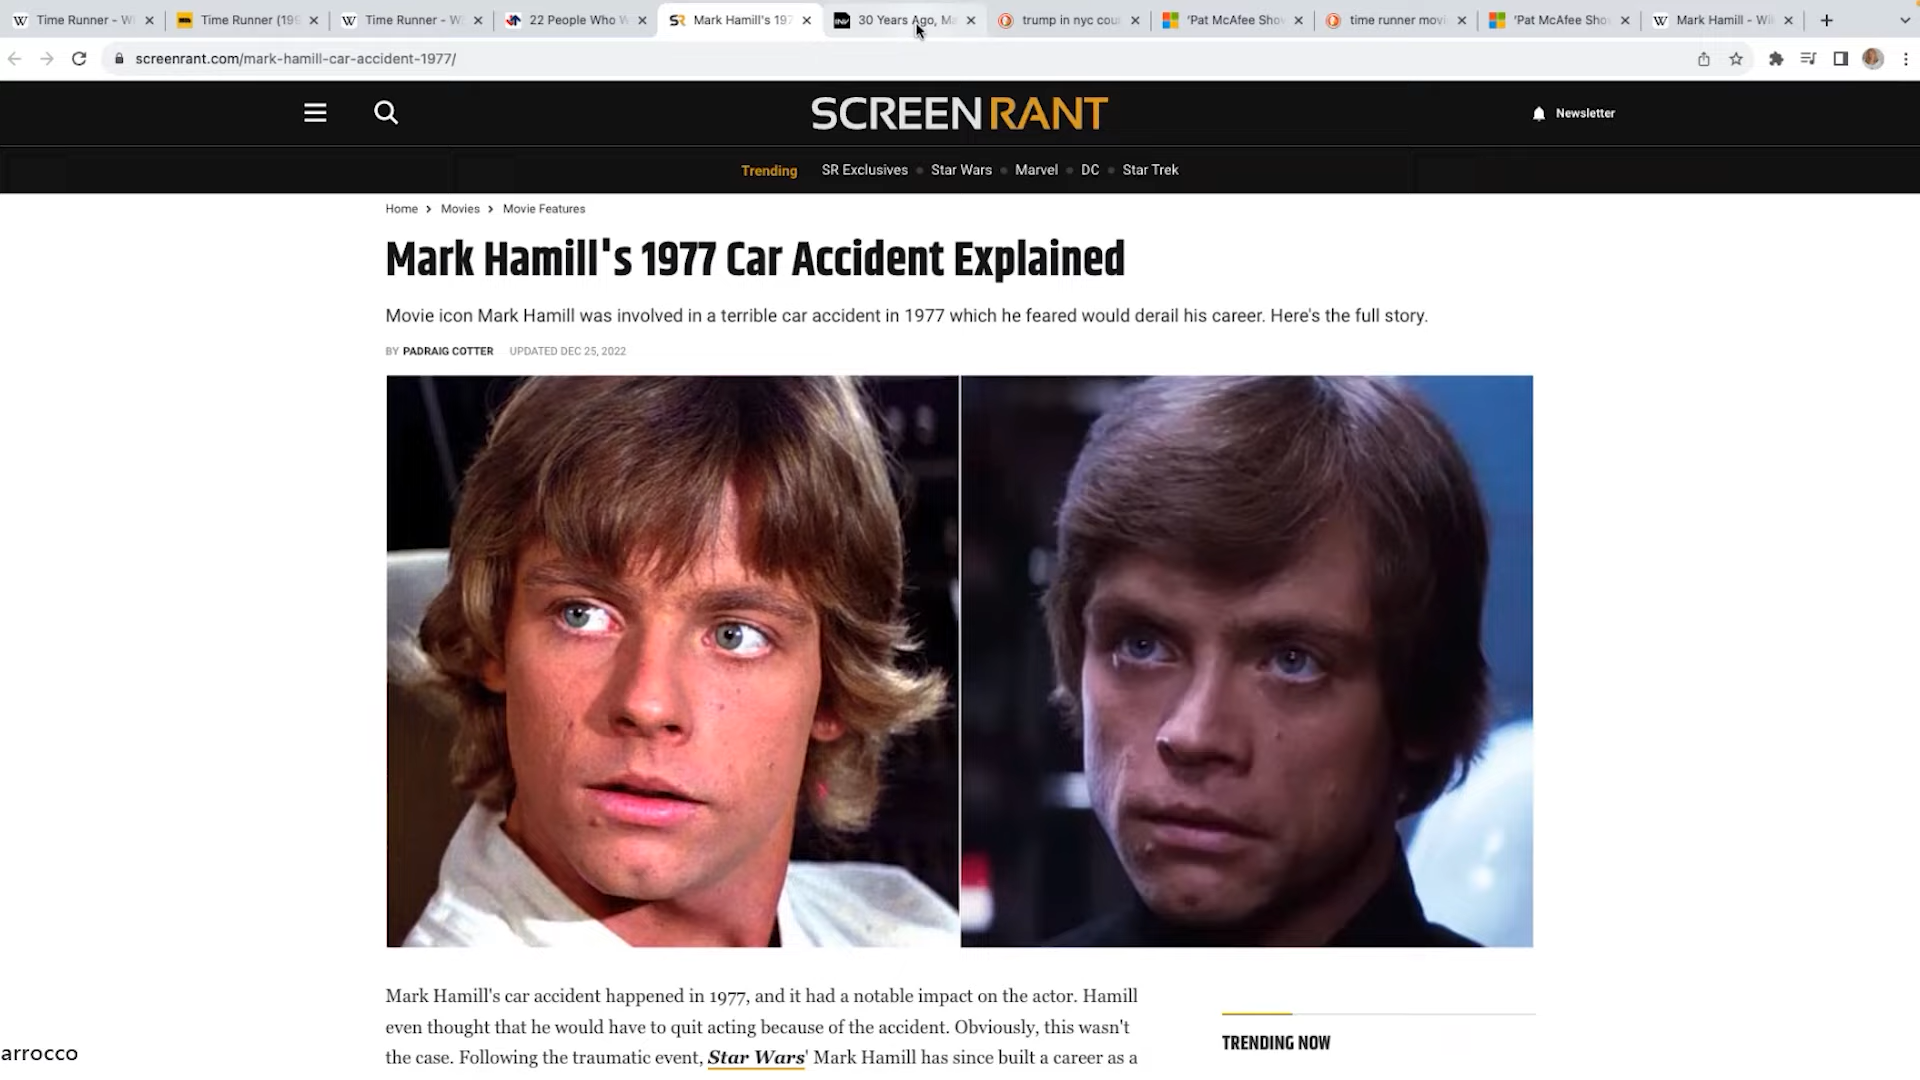 Time Runner - Wi
Time Runner (199
Time Runner - Wi
22 People Who W
Mark Hamill's 197
30 Years Ago, Ma
trump in nyc cou
'Pat McAfee Sho
time runner movi
'Pat McAfee Sho
Mark Hamill - Wi
screenrant.com/mark-hamill-car-accident-1977/
SCREENRANT
Newsletter
Trending SR Exclusives Star Wars Marvel DC Star Trek
Home > Movies > Movie Features
Mark Hamill's 1977 Car Accident Explained
Movie icon Mark Hamill was involved in a terrible car accident in 1977 which he feared would derail his career. Here's the full story.
BY PADRAIG COTTER UPDATED DEC 25, 2022
Mark Hamill's car accident happened in 1977, and it had a notable impact on the actor. Hamill
even thought that he would have to quit acting because of the accident. Obviously, this wasn't
the case. Following the traumatic event, Star Wars' Mark Hamill has since built a career as a
TRENDING NOW
arrocco